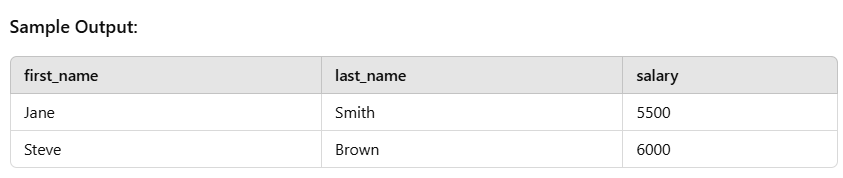 Sample Output:
first_name last_name salary
Jane Smith 5500
Steve Brown 6000